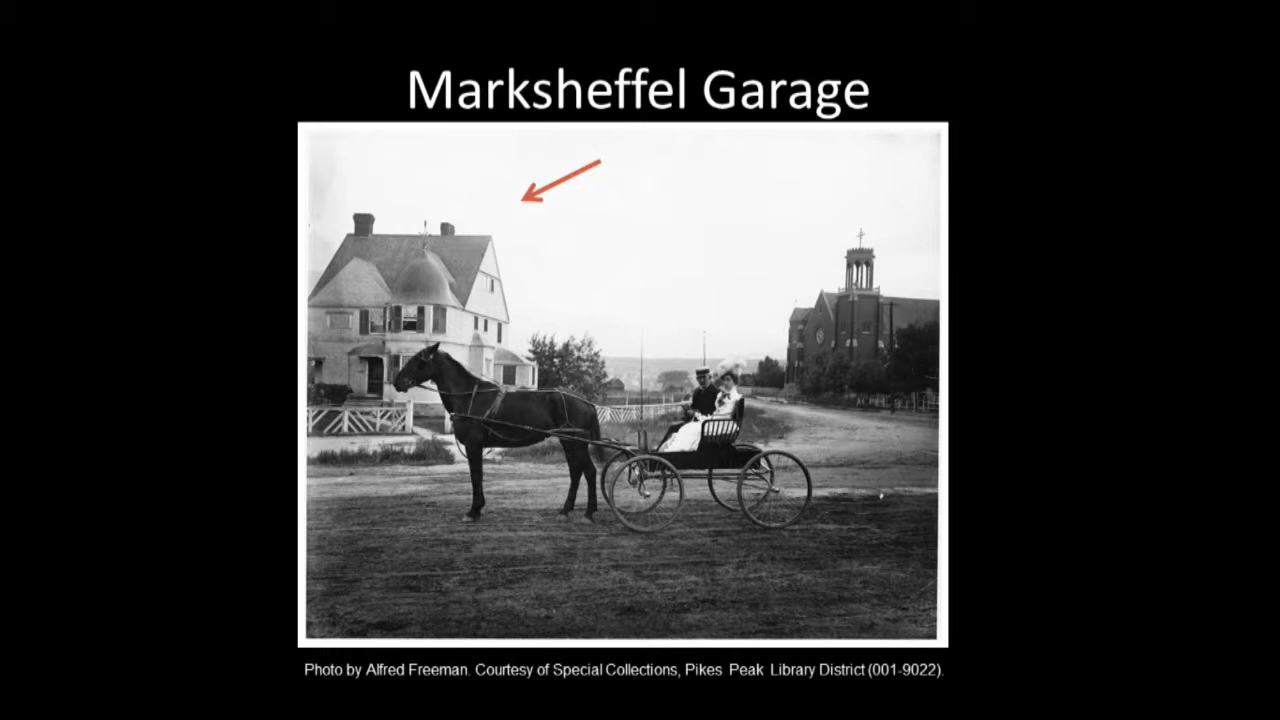 Marksheffel Garage
Photo by Alfred Freeman. Courtesy of Special Collections, Pikes Peak Library District (001-9022).